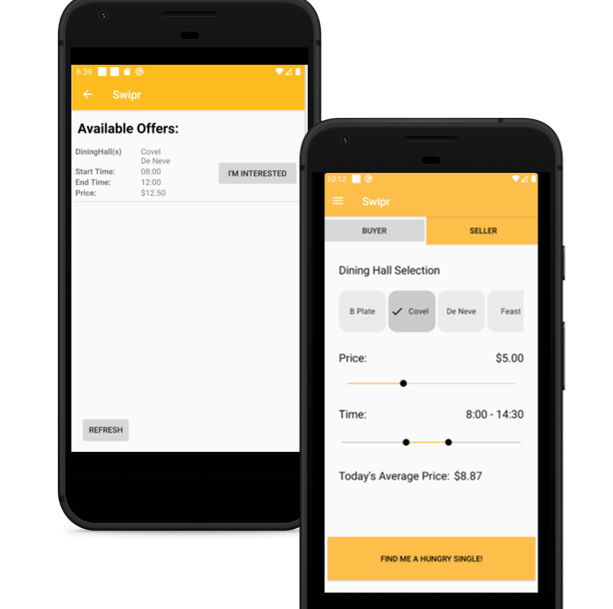 6:39
Swipr
Available Offers:
DiningHall(s) Covel
De Neve
Start Time: 08:00
End Time: 12:00
Price: $12.50
I'M INTERESTED
REFRESH
10:12
Swipr
BUYER SELLER
Dining Hall Selection
B Plate Covel De Neve Feast
Price: $5.00
Time: 8:00 - 14:30
Today's Average Price: $8.87
FIND ME A HUNGRY SINGLE!